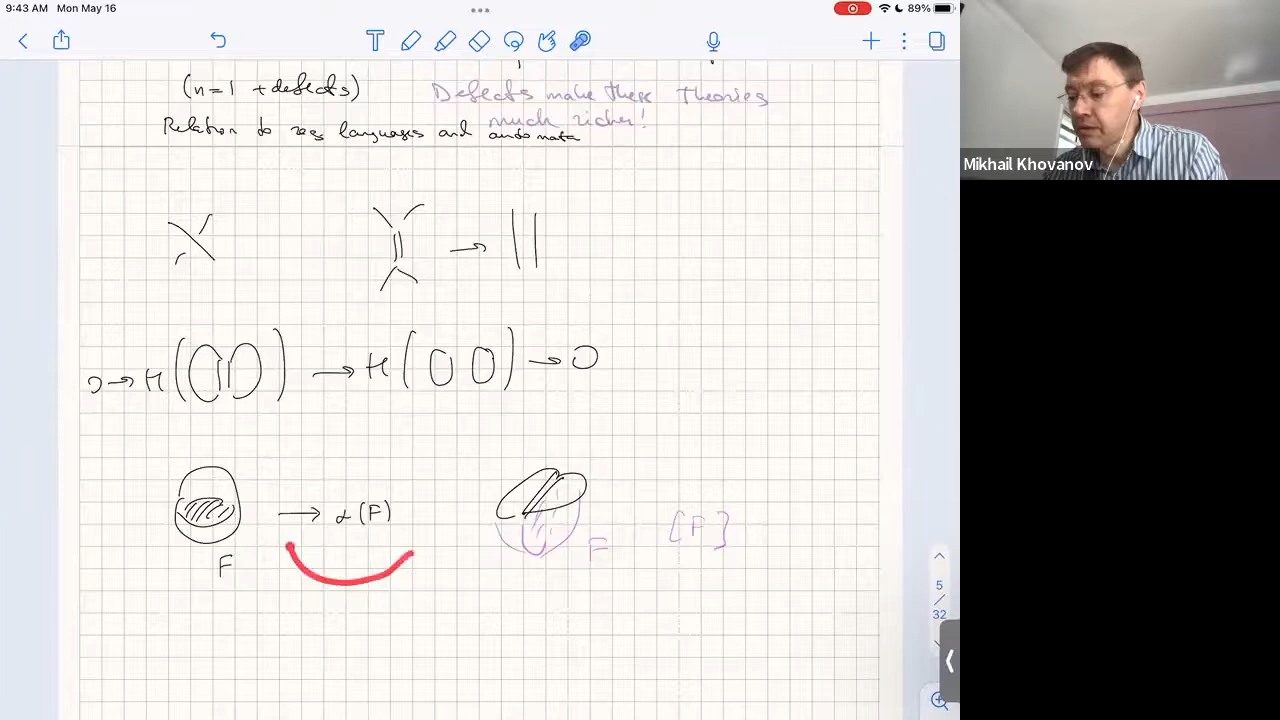 9:43 AM Mon May 16
89%
(n=1 + defects) Defects make these theories
Relation to reg languages and automata much richer!
Mikhail Khovanov
0 → H( ) → H( ) → 0
→ α(F)
F
F
[F]
5
/
32